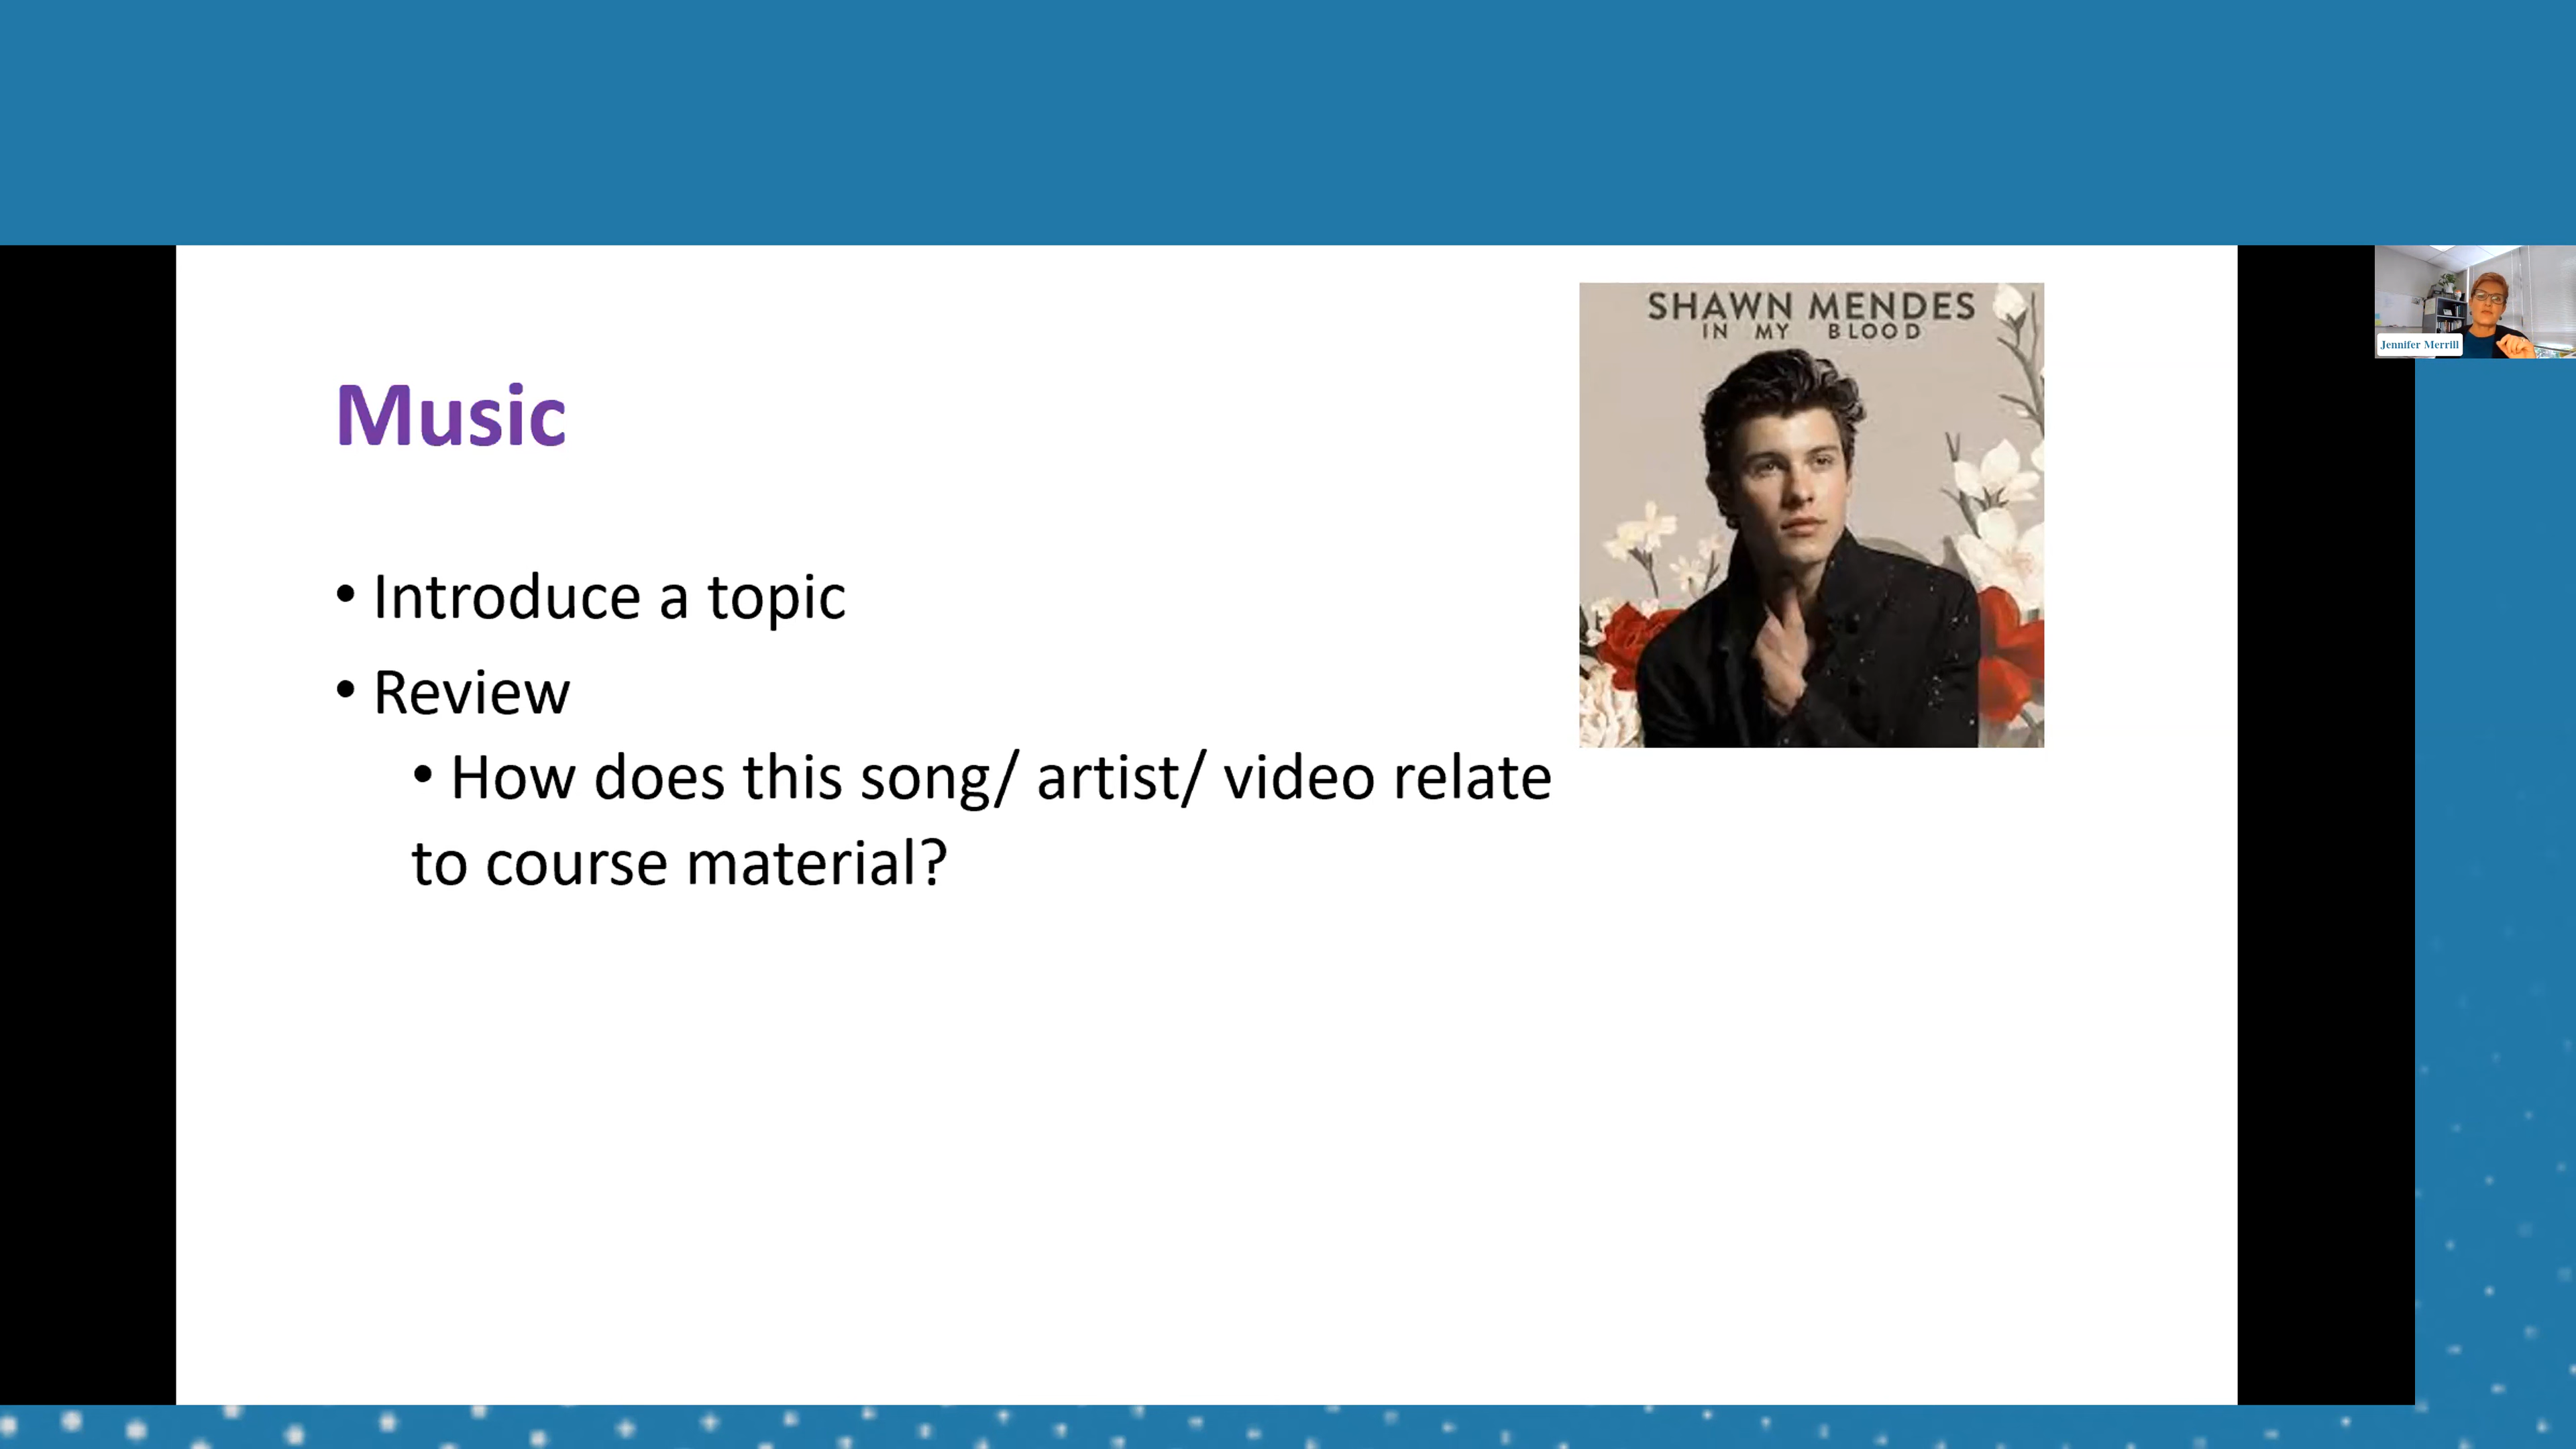 SHAWN MENDES
IN MY BLOOD
Jennifer Merrill
Music
• Introduce a topic
• Review
• How does this song/ artist/ video relate
to course material?